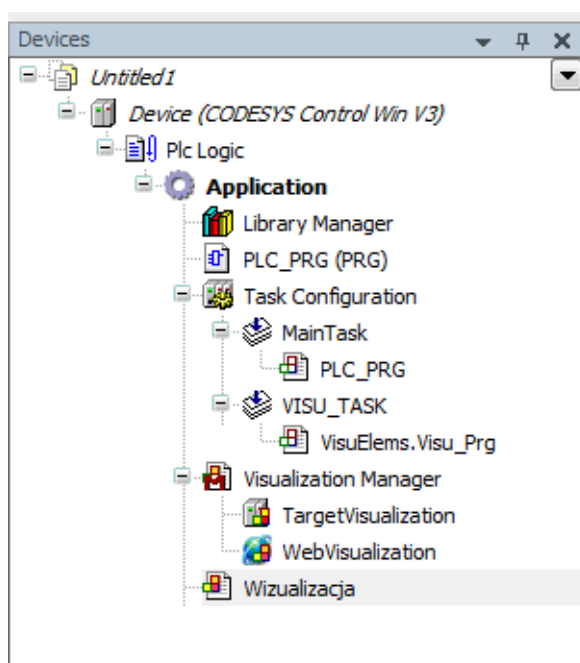 Devices
Untitled1
Device (CODESYS Control Win V3)
Plc Logic
Application
Library Manager
PLC_PRG (PRG)
Task Configuration
MainTask
PLC_PRG
VISU_TASK
VisuElems.Visu_Prg
Visualization Manager
TargetVisualization
WebVisualization
Wizualizacja